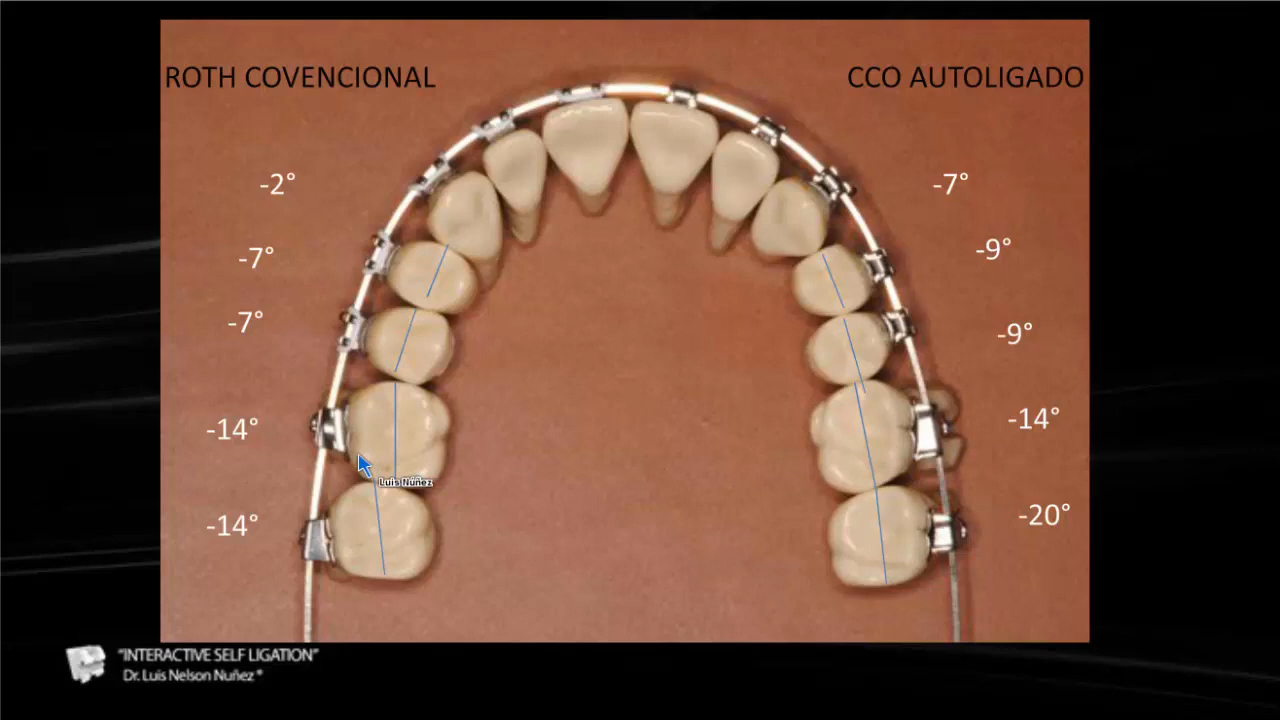 ROTH COVENCIONAL
CCO AUTOLIGADO
-2°
-7°
-7°
-9°
-7°
-9°
-14°
-14°
Luis Núñez
-14°
-20°
“INTERACTIVE SELF LIGATION”
Dr. Luis Nelson Nuñez ®